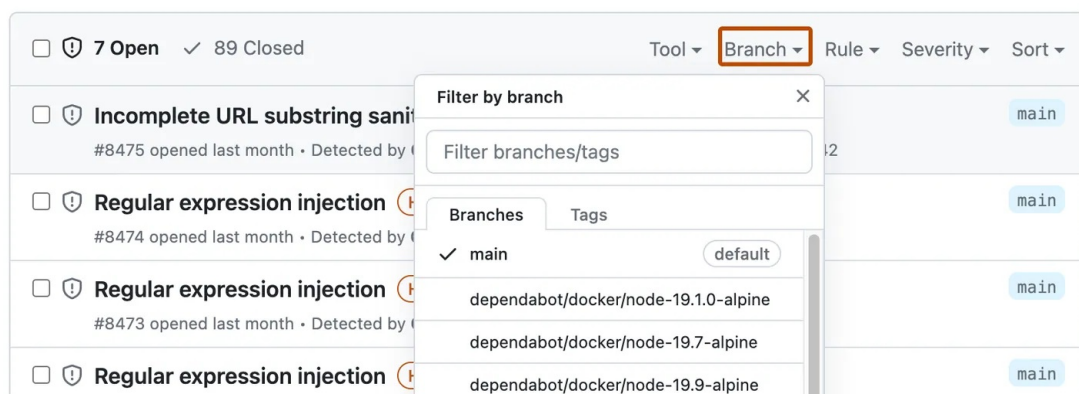 7 Open 89 Closed Tool Branch Rule Severity Sort
Filter by branch
Incomplete URL substring main
#8475 opened last month • Detected by
Filter branches/tags
Regular expression injection main
#8474 opened last month • Detected by
Branches Tags
main default
Regular expression injection main
#8473 opened last month • Detected by
dependabot/docker/node-19.1.0-alpine
dependabot/docker/node-19.7-alpine
Regular expression injection main
dependabot/docker/node-19.9-alpine